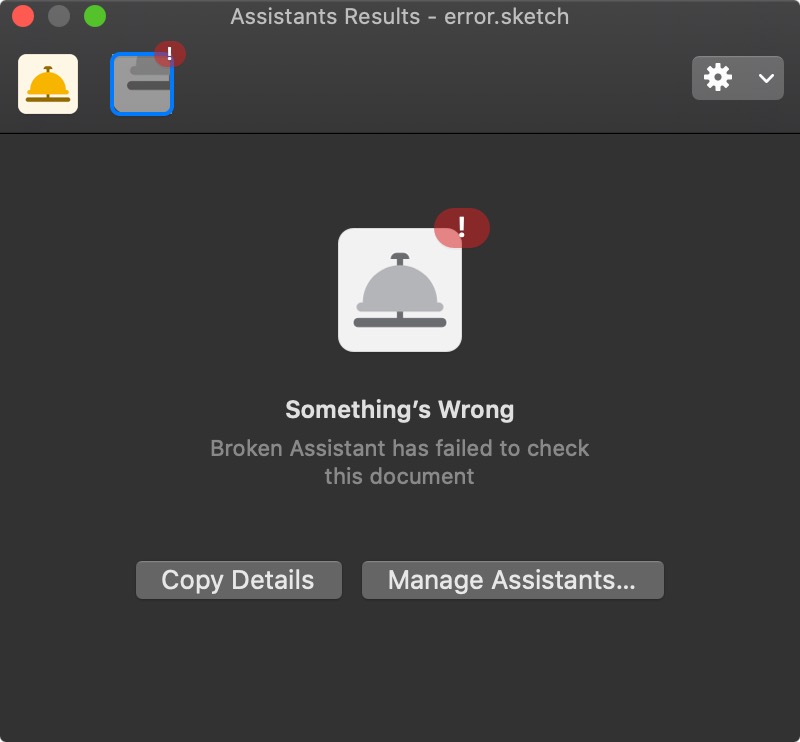 Assistants Results - error.sketch
!
!
Something’s Wrong
Broken Assistant has failed to check
this document
Copy Details
Manage Assistants...